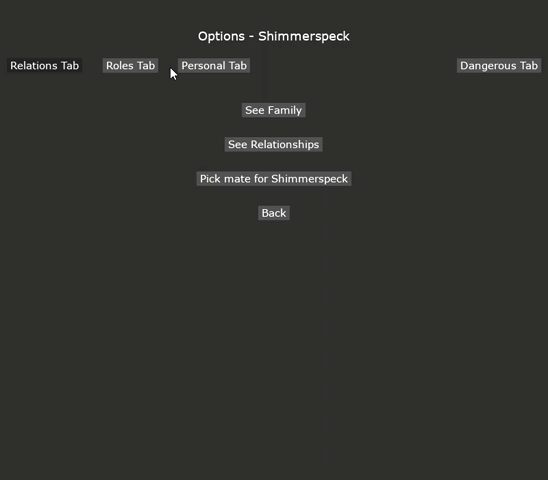 Options - Shimmerspeck
Relations Tab Roles Tab Personal Tab Dangerous Tab
See Family
See Relationships
Pick mate for Shimmerspeck
Back